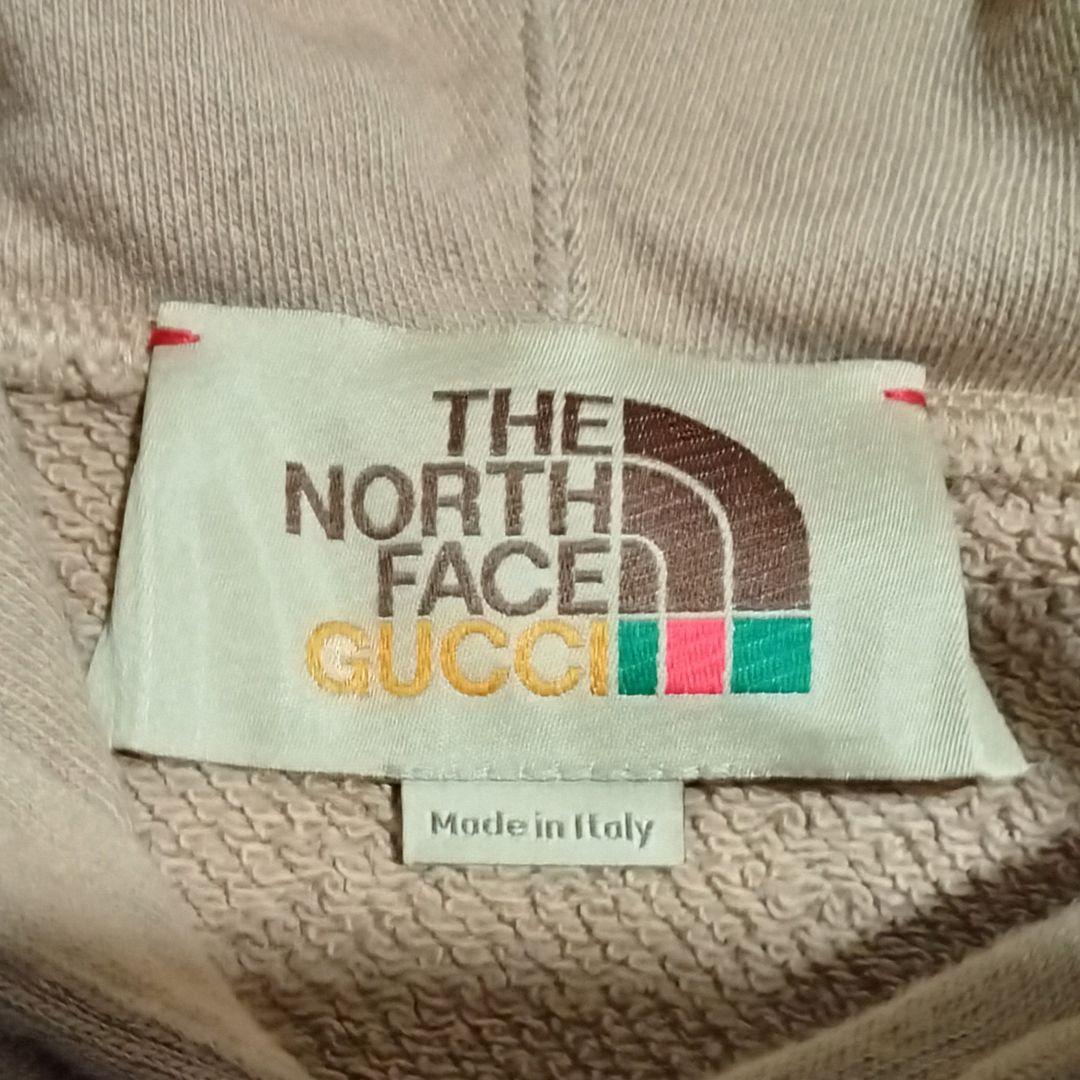 THE
NORTH
FACE
GUCCI
Made in Italy